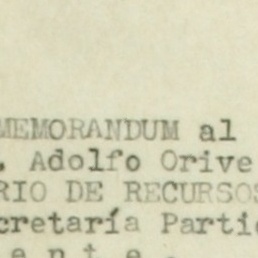 MEMORANDUM al
. Adolfo Orive
RIO DE RECURSOS
cretaría Partic
e n t e .